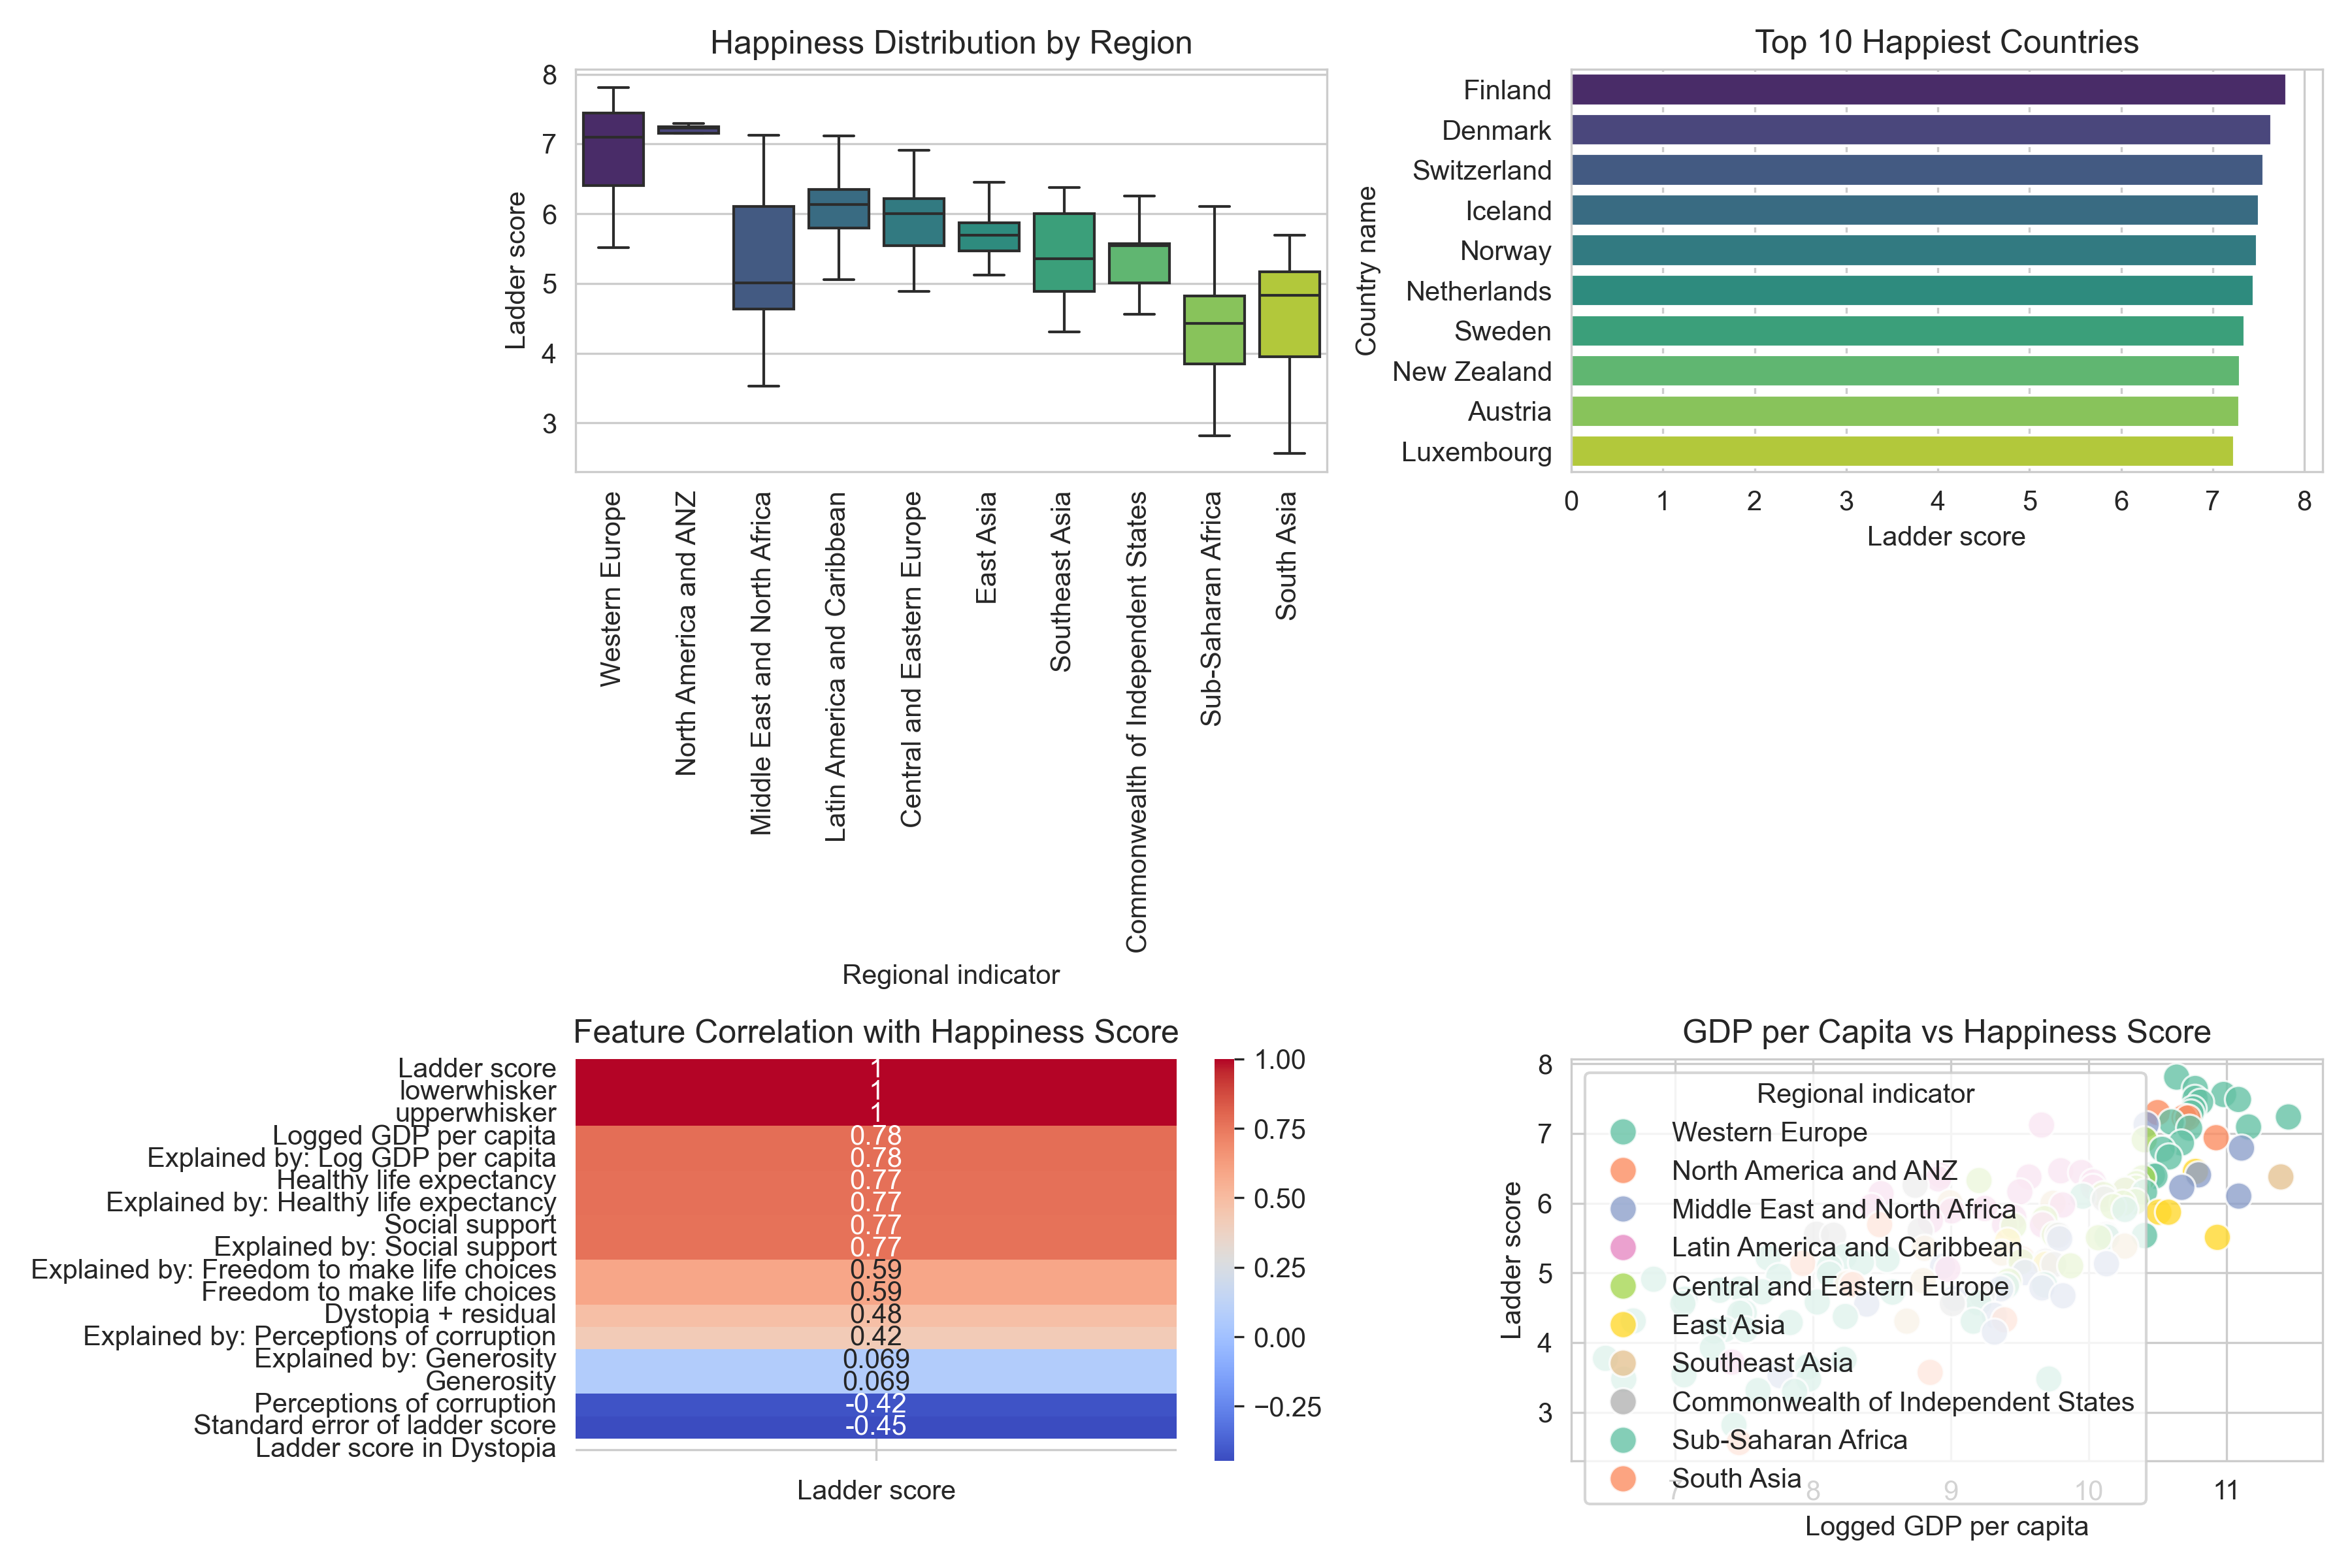 Happiness Distribution by Region
8
7
6
5
4
3
Ladder score
Western Europe
North America and ANZ
Middle East and North Africa
Latin America and Caribbean
Central and Eastern Europe
East Asia
Southeast Asia
Commonwealth of Independent States
Sub-Saharan Africa
South Asia
Regional indicator
Top 10 Happiest Countries
Country name
Finland
Denmark
Switzerland
Iceland
Norway
Netherlands
Sweden
New Zealand
Austria
Luxembourg
0 1 2 3 4 5 6 7 8
Ladder score
Feature Correlation with Happiness Score
Ladder score 1
lowerwhisker 1
upperwhisker 1
Logged GDP per capita 0.78
Explained by: Log GDP per capita 0.78
Healthy life expectancy 0.77
Explained by: Healthy life expectancy 0.77
Social support 0.77
Explained by: Social support 0.77
Explained by: Freedom to make life choices 0.59
Freedom to make life choices 0.59
Dystopia + residual 0.48
Explained by: Perceptions of corruption 0.42
Explained by: Generosity 0.069
Generosity 0.069
Perceptions of corruption -0.42
Standard error of ladder score -0.45
Ladder score in Dystopia
Ladder score
1.00
0.75
0.50
0.25
0.00
−0.25
GDP per Capita vs Happiness Score
8
7
6
5
4
3
Ladder score
Regional indicator
Western Europe
North America and ANZ
Middle East and North Africa
Latin America and Caribbean
Central and Eastern Europe
East Asia
Southeast Asia
Commonwealth of Independent States
Sub-Saharan Africa
South Asia
7 8 9 10 11
Logged GDP per capita